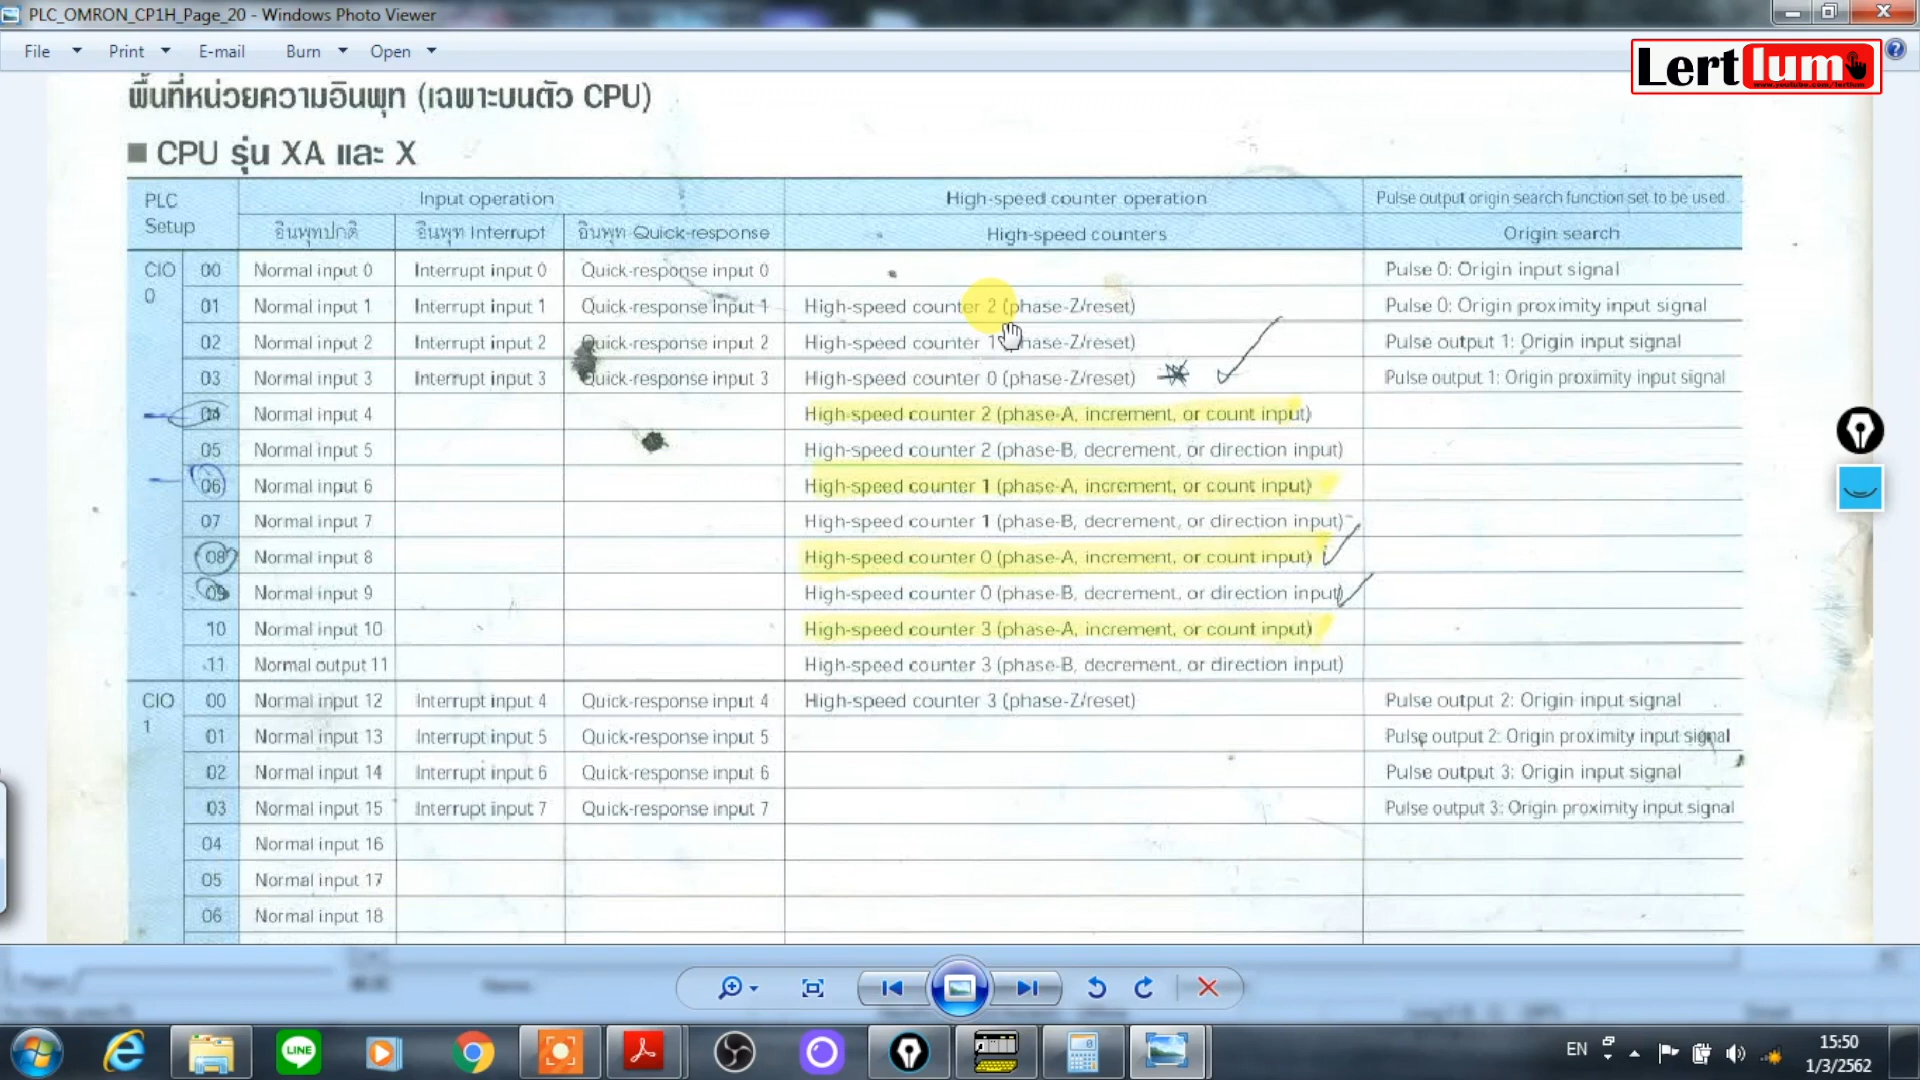 PLC_OMRON_CP1H_Page_20 - Windows Photo Viewer
File Print E-mail Burn Open
Lert lum
www.youtube.com/lertlum
พื้นที่หน่วยความอินพุท (เฉพาะบนตัว CPU)
■ CPU รุ่น XA และ X
PLC Setup Input operation High-speed counter operation Pulse output origin search function set to be used.
อินพุทปกติ อินพุท Interrupt อินพุท Quick-response High-speed counters Origin search
CIO 0 00 Normal input 0 Interrupt input 0 Quick-response input 0 Pulse 0: Origin input signal
01 Normal input 1 Interrupt input 1 Quick-response input 1 High-speed counter 2 (phase-Z/reset) Pulse 0: Origin proximity input signal
02 Normal input 2 Interrupt input 2 Quick-response input 2 High-speed counter 1 (phase-Z/reset) Pulse output 1: Origin input signal
03 Normal input 3 Interrupt input 3 Quick-response input 3 High-speed counter 0 (phase-Z/reset) Pulse output 1: Origin proximity input signal
04 Normal input 4 High-speed counter 2 (phase-A, increment, or count input)
05 Normal input 5 High-speed counter 2 (phase-B, decrement, or direction input)
06 Normal input 6 High-speed counter 1 (phase-A, increment, or count input)
07 Normal input 7 High-speed counter 1 (phase-B, decrement, or direction input)
08 Normal input 8 High-speed counter 0 (phase-A, increment, or count input)
09 Normal input 9 High-speed counter 0 (phase-B, decrement, or direction input)
10 Normal input 10 High-speed counter 3 (phase-A, increment, or count input)
11 Normal output 11 High-speed counter 3 (phase-B, decrement, or direction input)
CIO 1 00 Normal input 12 Interrupt input 4 Quick-response input 4 High-speed counter 3 (phase-Z/reset) Pulse output 2: Origin input signal
01 Normal input 13 Interrupt input 5 Quick-response input 5 Pulse output 2: Origin proximity input signal
02 Normal input 14 Interrupt input 6 Quick-response input 6 Pulse output 3: Origin input signal
03 Normal input 15 Interrupt input 7 Quick-response input 7 Pulse output 3: Origin proximity input signal
04 Normal input 16
05 Normal input 17
06 Normal input 18
LINE
EN
15:50
1/3/2562